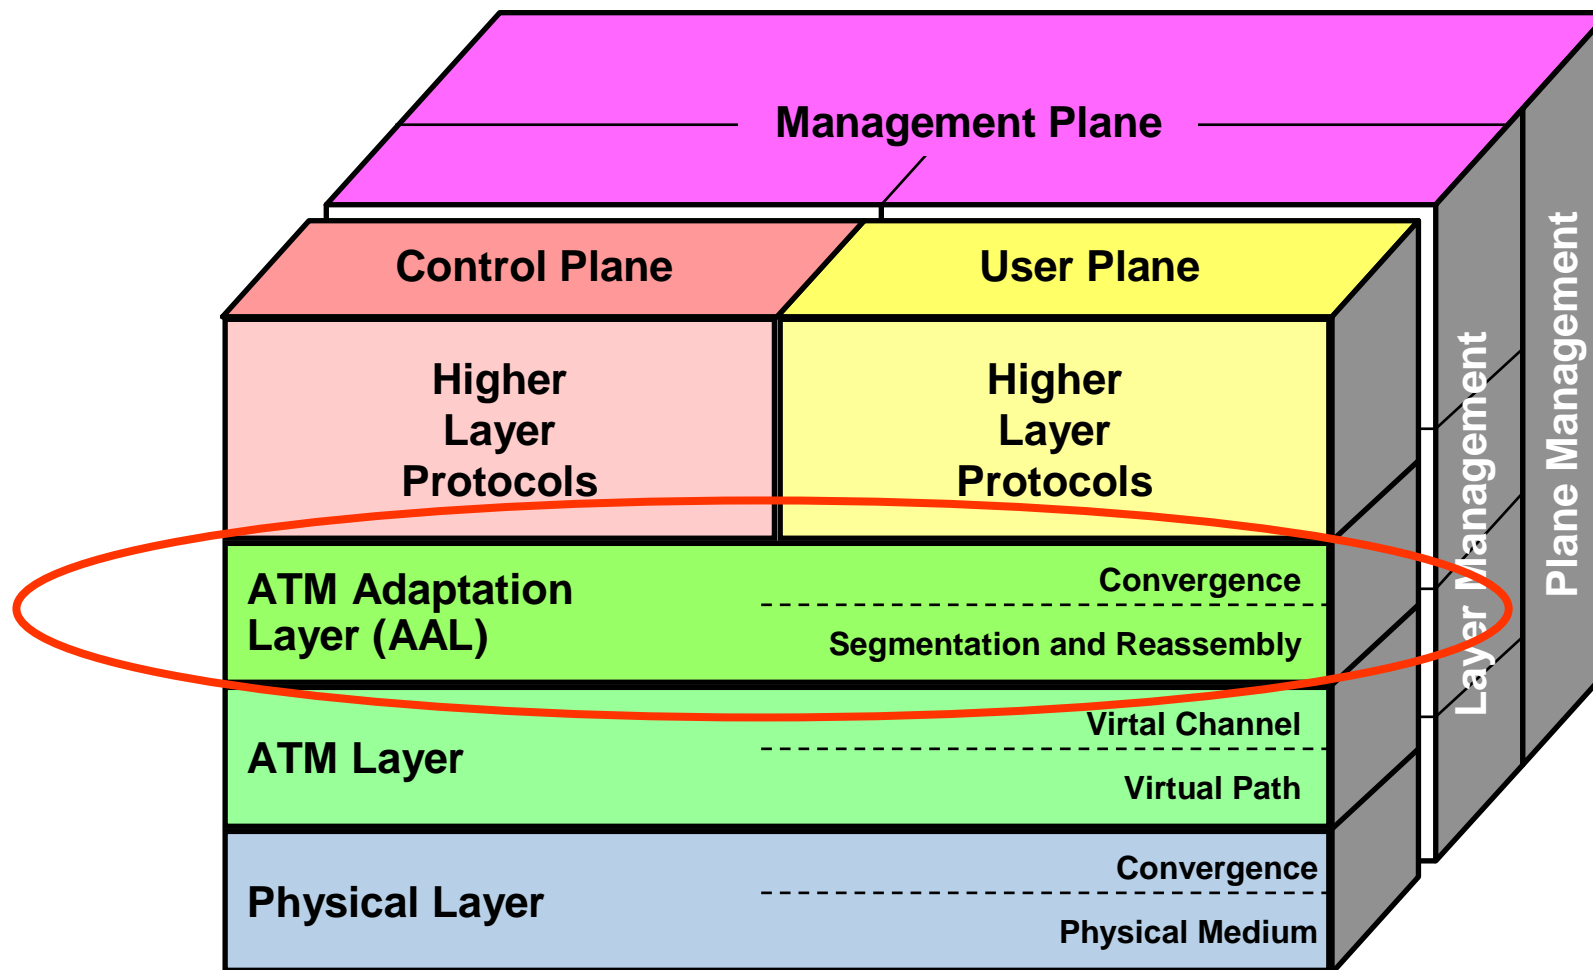 Management Plane
Control Plane
User Plane
Higher
Layer
Protocols
Higher
Layer
Protocols
ATM Adaptation
Layer (AAL)
Convergence
Segmentation and Reassembly
ATM Layer
Virtal Channel
Virtual Path
Physical Layer
Convergence
Physical Medium
Layer Management
Plane Management